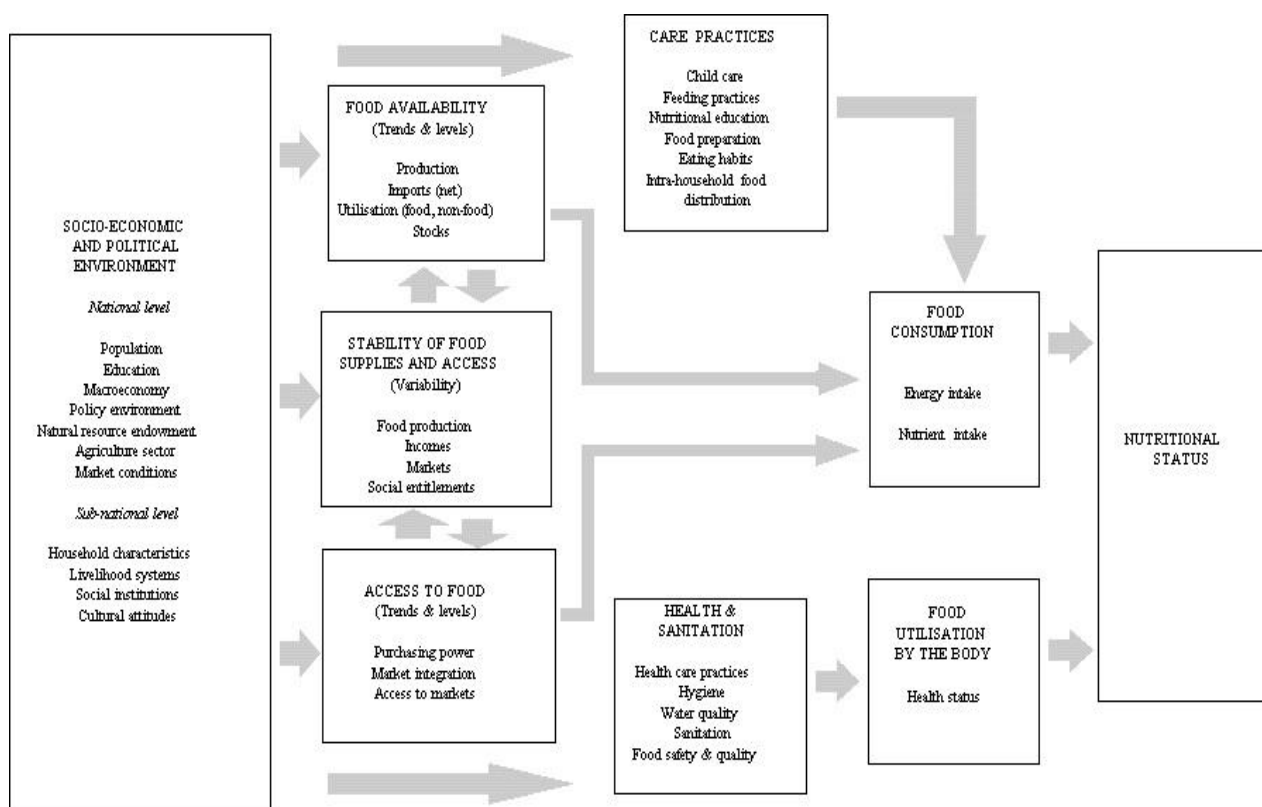 SOCIO-ECONOMIC
AND POLITICAL
ENVIRONMENT
National level
Population
Education
Macroeconomy
Policy environment
Natural resource endowment
Agriculture sector
Market conditions
Sub-national level
Household characteristics
Livelihood systems
Social institutions
Cultural attitudes
FOOD AVAILABILITY
(Trends & levels)
Production
Imports (net)
Utilisation (food, non-food)
Stocks
STABILITY OF FOOD
SUPPLIES AND ACCESS
(Variability)
Food production
Incomes
Markets
Social entitlements
ACCESS TO FOOD
(Trends & levels)
Purchasing power
Market integration
Access to markets
CARE PRACTICES
Child care
Feeding practices
Nutritional education
Food preparation
Eating habits
Intra-household food
distribution
HEALTH &
SANITATION
Health care practices
Hygiene
Water quality
Sanitation
Food safety & quality
FOOD
CONSUMPTION
Energy intake
Nutrient intake
FOOD
UTILISATION
BY THE BODY
Health status
NUTRITIONAL
STATUS